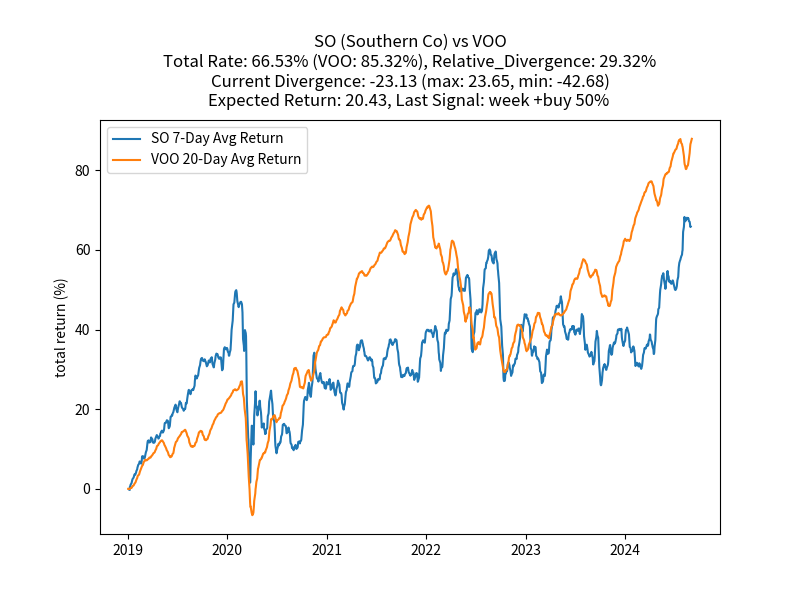 SO (Southern Co) vs VOO
Total Rate: 66.53% (VOO: 85.32%), Relative_Divergence: 29.32%
Current Divergence: -23.13 (max: 23.65, min: -42.68)
Expected Return: 20.43, Last Signal: week +buy 50%
SO 7-Day Avg Return
VOO 20-Day Avg Return
total return (%)
80
60
40
20
0
2019 2020 2021 2022 2023 2024